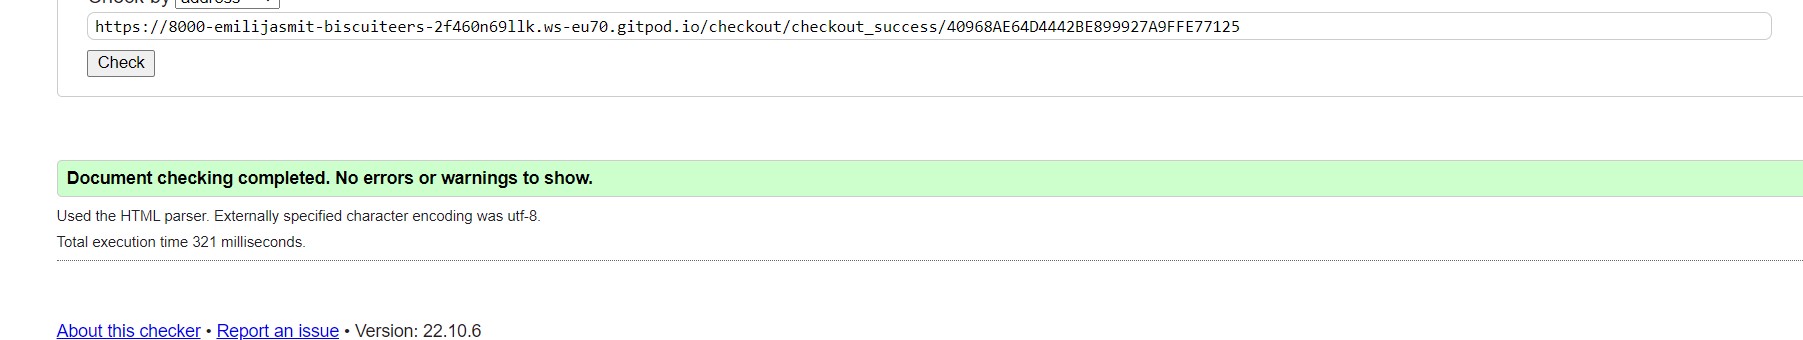 Check by address
https://8000-emilijasmit-biscuiteers-2f460n69llk.ws-eu70.gitpod.io/checkout/checkout_success/40968AE64D4442BE899927A9FFE77125
Check
Document checking completed. No errors or warnings to show.
Used the HTML parser. Externally specified character encoding was utf-8.
Total execution time 321 milliseconds.
About this checker • Report an issue • Version: 22.10.6